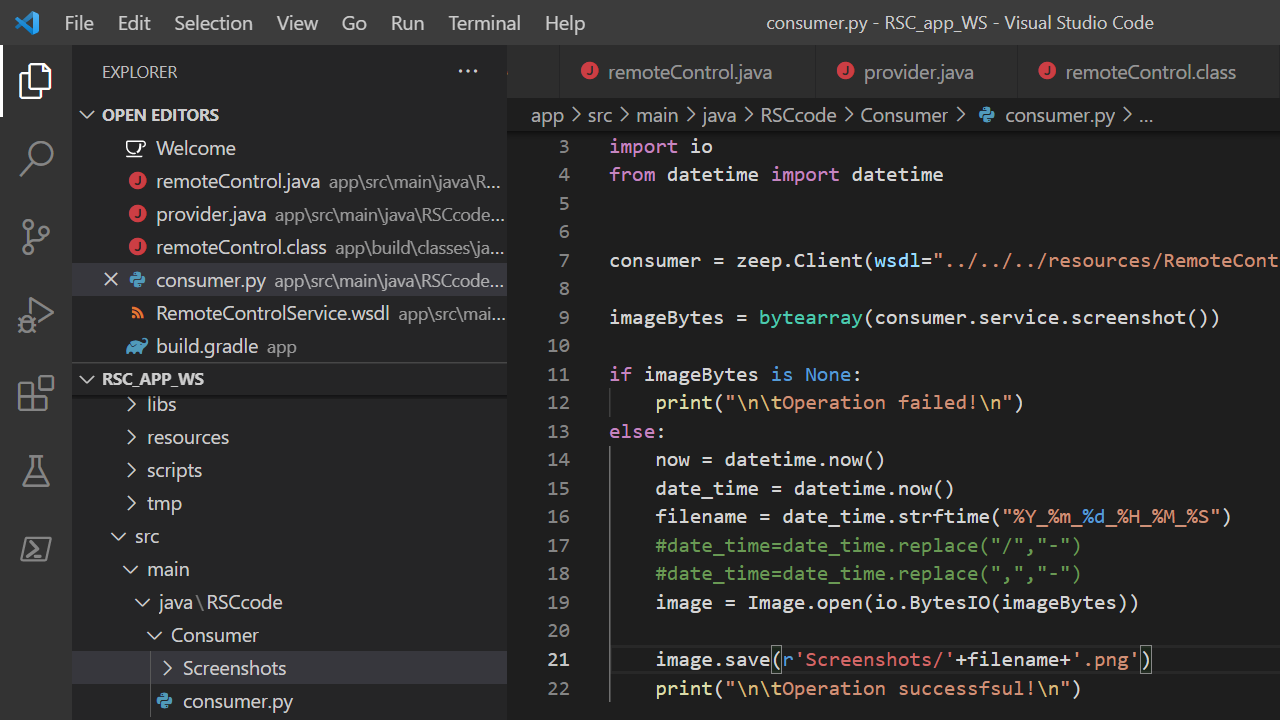 File Edit Selection View Go Run Terminal Help consumer.py - RSC_app_WS - Visual Studio Code
EXPLORER ...
OPEN EDITORS
Welcome
remoteControl.java app\src\main\java\R...
provider.java app\src\main\java\RSCcode...
remoteControl.class app\build\classes\ja...
consumer.py app\src\main\java\RSCcode...
RemoteControlService.wsdl app\src\mai...
build.gradle app
RSC_APP_WS
libs
resources
scripts
tmp
src
main
java\RSCcode
Consumer
Screenshots
consumer.py
remoteControl.java provider.java remoteControl.class
app > src > main > java > RSCcode > Consumer > consumer.py > ...
3 import io
4 from datetime import datetime
5
6
7 consumer = zeep.Client(wsdl="../../../resources/RemoteCont
8
9 imageBytes = bytearray(consumer.service.screenshot())
10
11 if imageBytes is None:
12 print("\n\tOperation failed!\n")
13 else:
14 now = datetime.now()
15 date_time = datetime.now()
16 filename = date_time.strftime("%Y_%m_%d_%H_%M_%S")
17 #date_time=date_time.replace("/","-")
18 #date_time=date_time.replace(",","-")
19 image = Image.open(io.BytesIO(imageBytes))
20
21 image.save(r'Screenshots/'+filename+'.png')
22 print("\n\tOperation successfsul!\n")